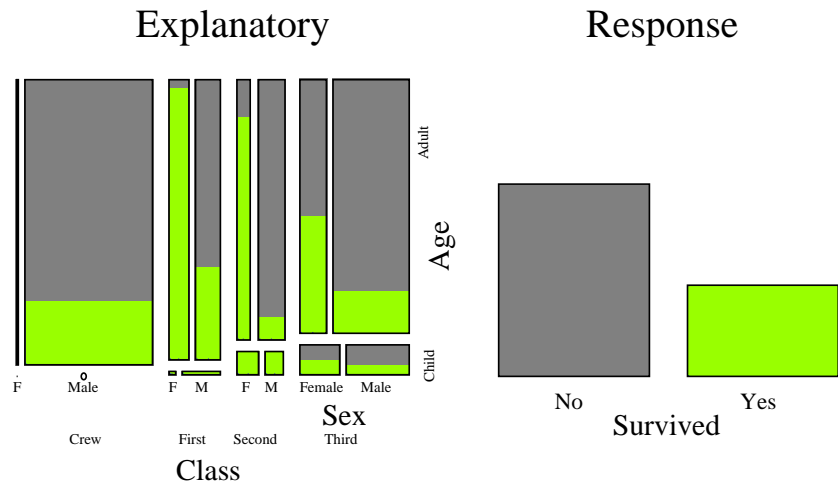 Explanatory
Response
Adult
Age
Child
F Male F M F M Female Male
Sex
Crew First Second Third
Class
No Yes
Survived